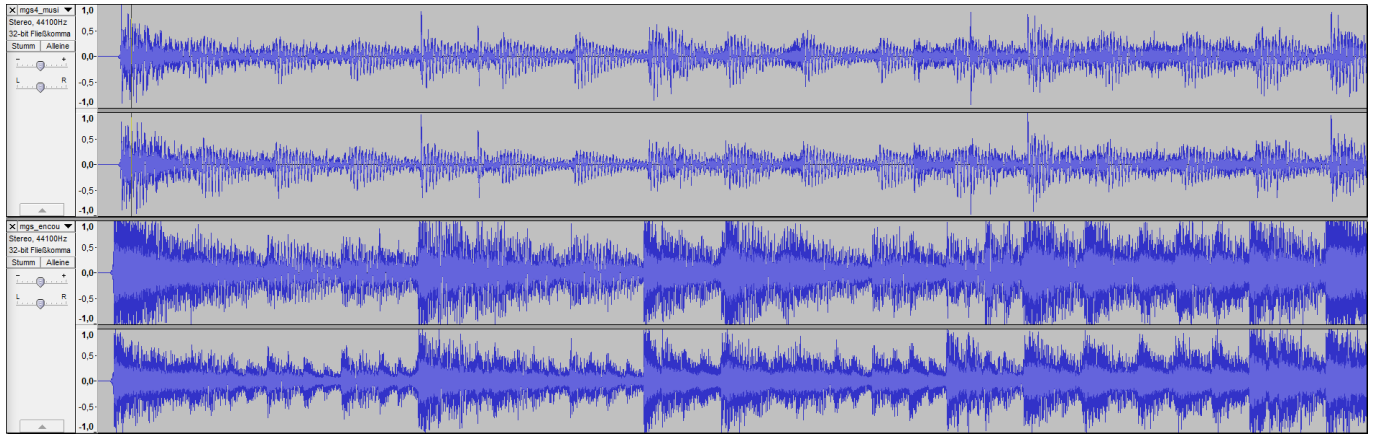 mgs4_musi
Stereo, 44100Hz
32-bit Fließkomma
Stumm Alleine
- +
L R
1,0
0,5-
0,0-
-0,5-
-1,0
1,0
0,5-
0,0-
-0,5-
-1,0
mgs_encou
Stereo, 44100Hz
32-bit Fließkomma
Stumm Alleine
- +
L R
1,0
0,5-
0,0-
-0,5-
-1,0
1,0
0,5-
0,0-
-0,5-
-1,0